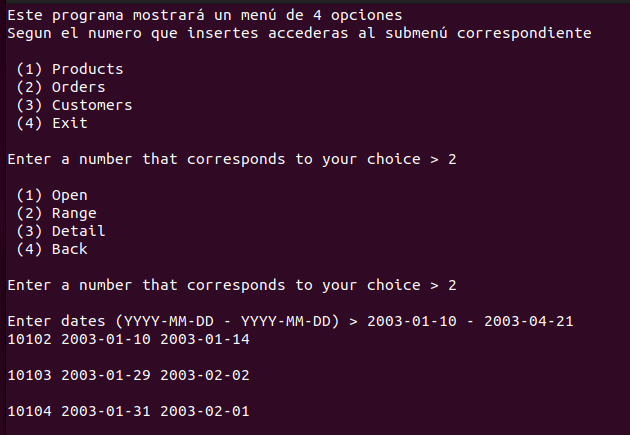 Este programa mostrará un menú de 4 opciones
Segun el numero que insertes accederas al submenú correspondiente
(1) Products
(2) Orders
(3) Customers
(4) Exit
Enter a number that corresponds to your choice > 2
(1) Open
(2) Range
(3) Detail
(4) Back
Enter a number that corresponds to your choice > 2
Enter dates (YYYY-MM-DD - YYYY-MM-DD) > 2003-01-10 - 2003-04-21
10102 2003-01-10 2003-01-14
10103 2003-01-29 2003-02-02
10104 2003-01-31 2003-02-01